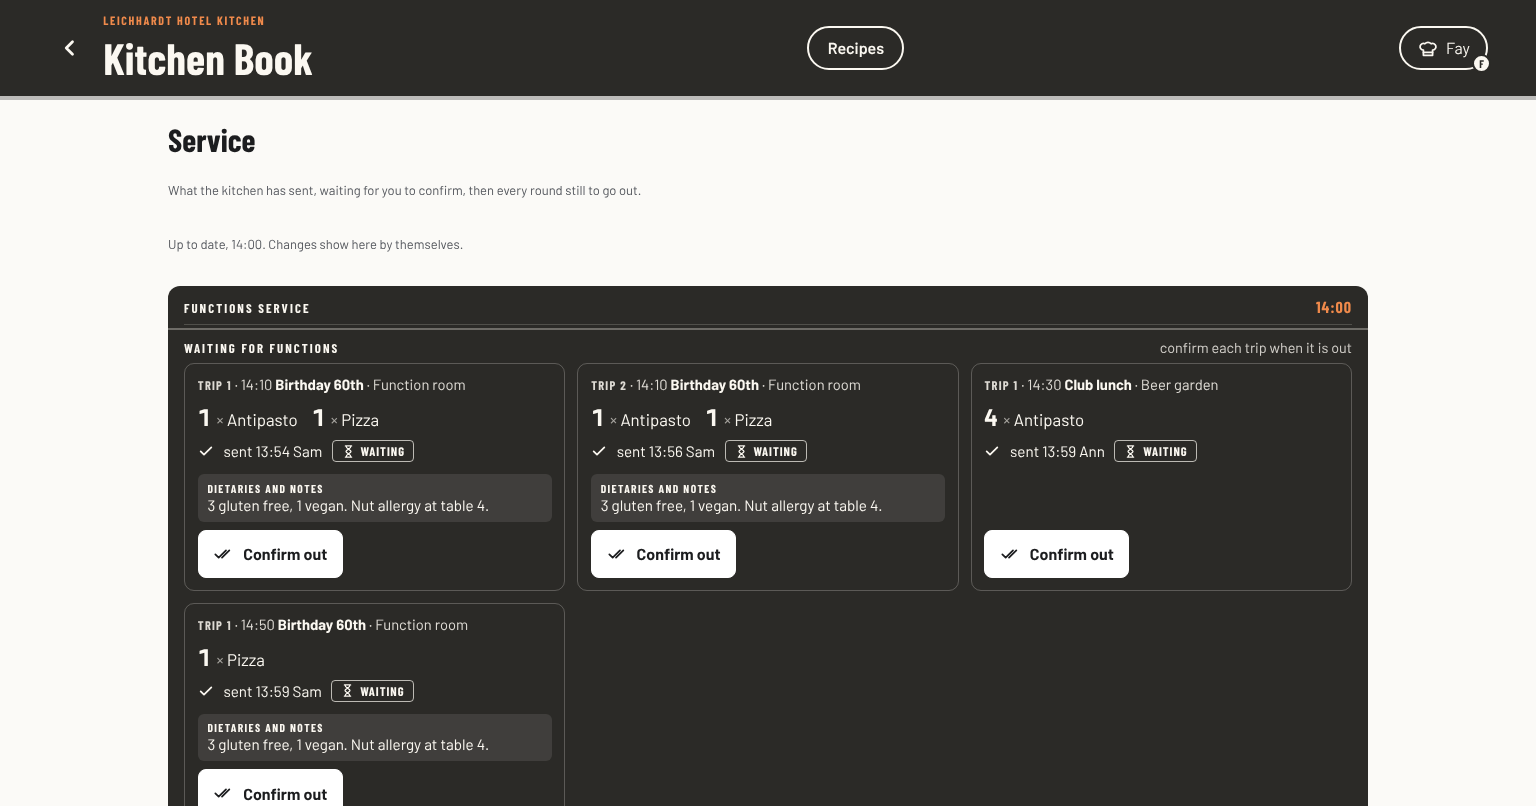 LEICHHARDT HOTEL KITCHEN
Kitchen Book
Recipes
Fay
F
Service
What the kitchen has sent, waiting for you to confirm, then every round still to go out.
Up to date, 14:00. Changes show here by themselves.
FUNCTIONS SERVICE
14:00
WAITING FOR FUNCTIONS
confirm each trip when it is out
TRIP 1 · 14:10 Birthday 60th · Function room
1 × Antipasto 1 × Pizza
sent 13:54 Sam WAITING
DIETARIES AND NOTES
3 gluten free, 1 vegan. Nut allergy at table 4.
Confirm out
TRIP 2 · 14:10 Birthday 60th · Function room
1 × Antipasto 1 × Pizza
sent 13:56 Sam WAITING
DIETARIES AND NOTES
3 gluten free, 1 vegan. Nut allergy at table 4.
Confirm out
TRIP 1 · 14:30 Club lunch · Beer garden
4 × Antipasto
sent 13:59 Ann WAITING
Confirm out
TRIP 1 · 14:50 Birthday 60th · Function room
1 × Pizza
sent 13:59 Sam WAITING
DIETARIES AND NOTES
3 gluten free, 1 vegan. Nut allergy at table 4.
Confirm out